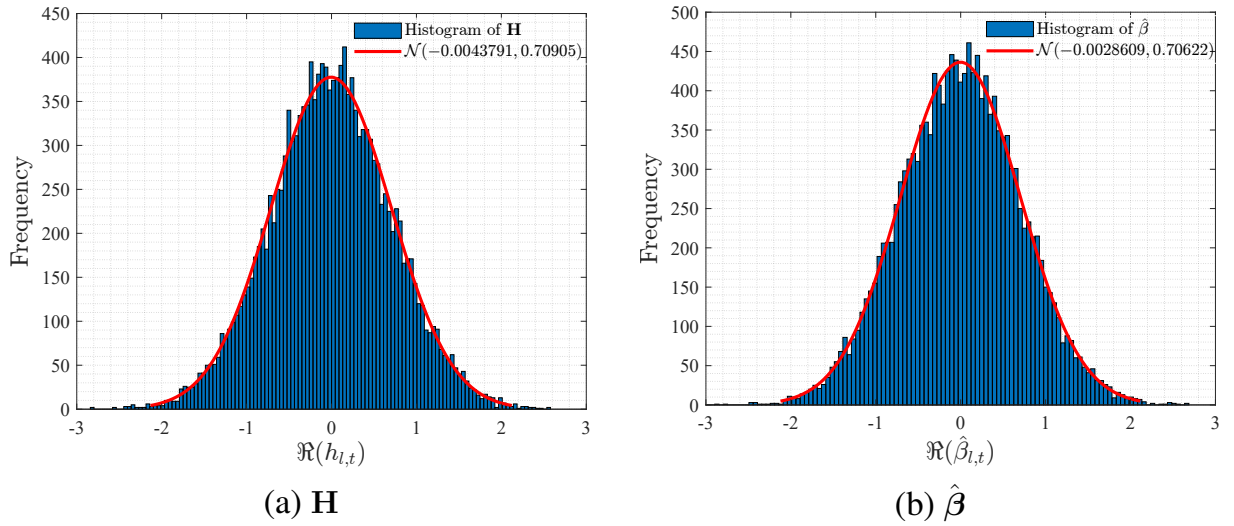 Histogram of H
𝒩(−0.0043791, 0.70905)
450
400
350
300
250
200
150
100
50
0
Frequency
-3 -2 -1 0 1 2 3
ℜ(h_{l,t})
(a) H
Histogram of β̂
𝒩(−0.0028609, 0.70622)
500
450
400
350
300
250
200
150
100
50
0
Frequency
-3 -2 -1 0 1 2 3
ℜ(β̂_{l,t})
(b) β̂